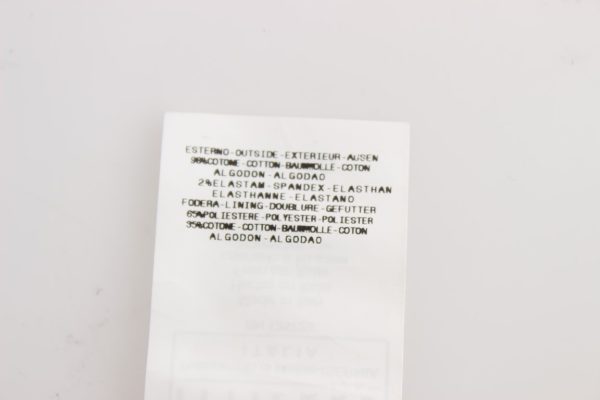 ESTERNO-OUTSIDE-EXTERIEUR-AUSEN
98%COTONE-COTTON-BAUMWOLLE-COTON
ALGODON-ALGODAO
2%ELASTAM-SPANDEX-ELASTHAN
ELASTHANNE-ELASTANO
FODERA-LINING-DOUBLURE-GEFUTTER
65%POLIESTERE-POLYESTER-POLIESTER
35%COTONE-COTTON-BAUMWOLLE-COTON
ALGODON-ALGODAO
ITALIA